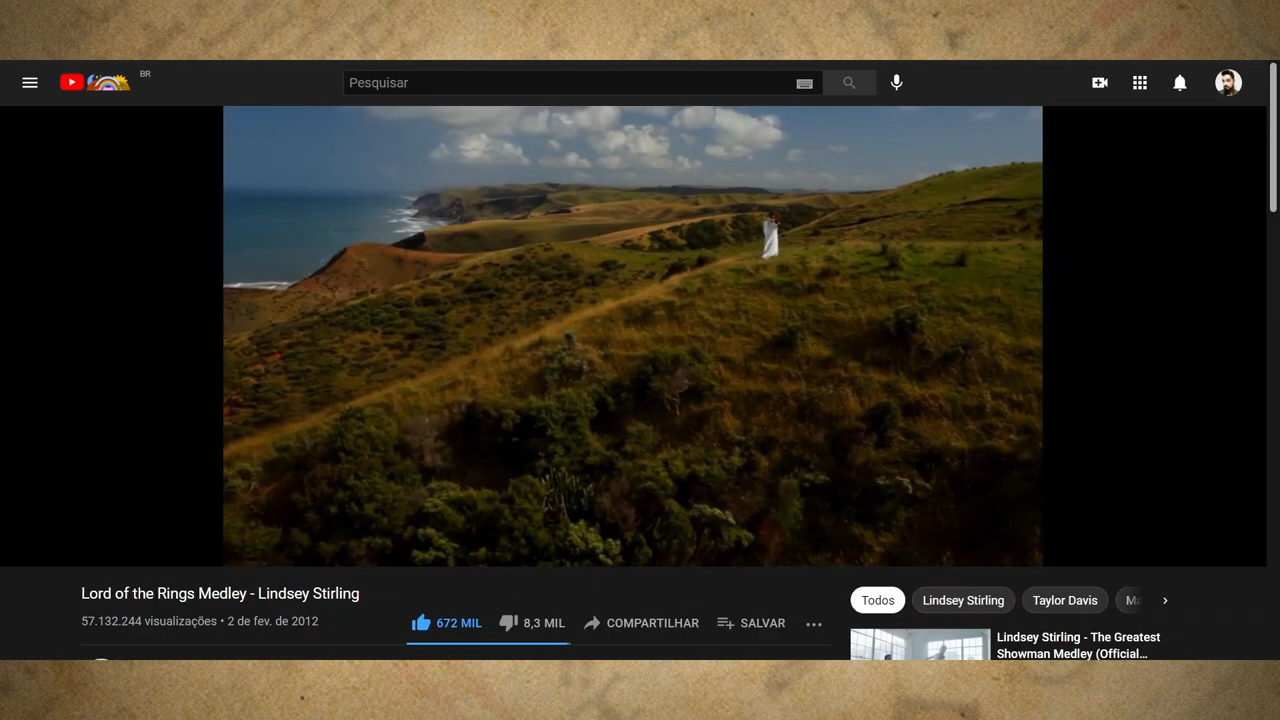 BR
Pesquisar
Lord of the Rings Medley - Lindsey Stirling
57.132.244 visualizações • 2 de fev. de 2012
672 MIL
8,3 MIL
COMPARTILHAR
SALVAR
Todos
Lindsey Stirling
Taylor Davis
Lindsey Stirling - The Greatest
Showman Medley (Official...